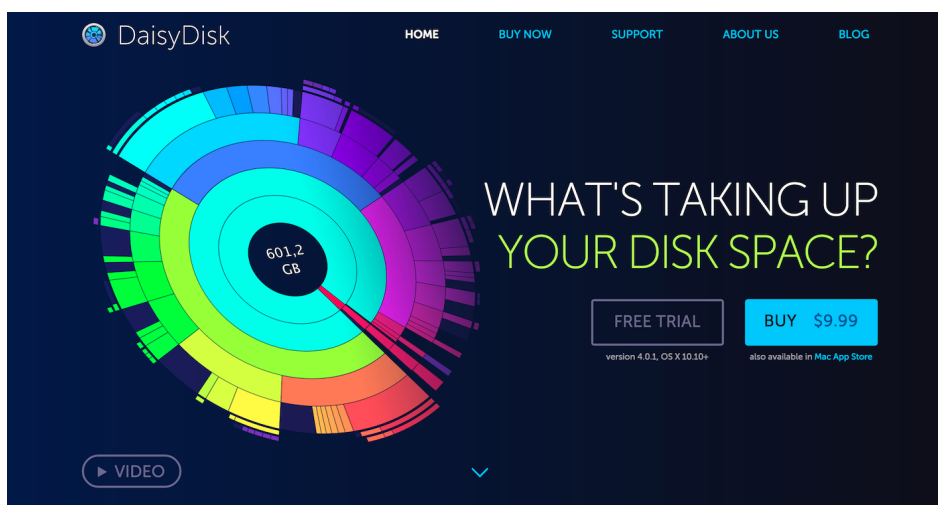 DaisyDisk
HOME BUY NOW SUPPORT ABOUT US BLOG
601,2
GB
WHAT'S TAKING UP
YOUR DISK SPACE?
FREE TRIAL
BUY $9.99
version 4.0.1, OS X 10.10+
also available in Mac App Store
VIDEO